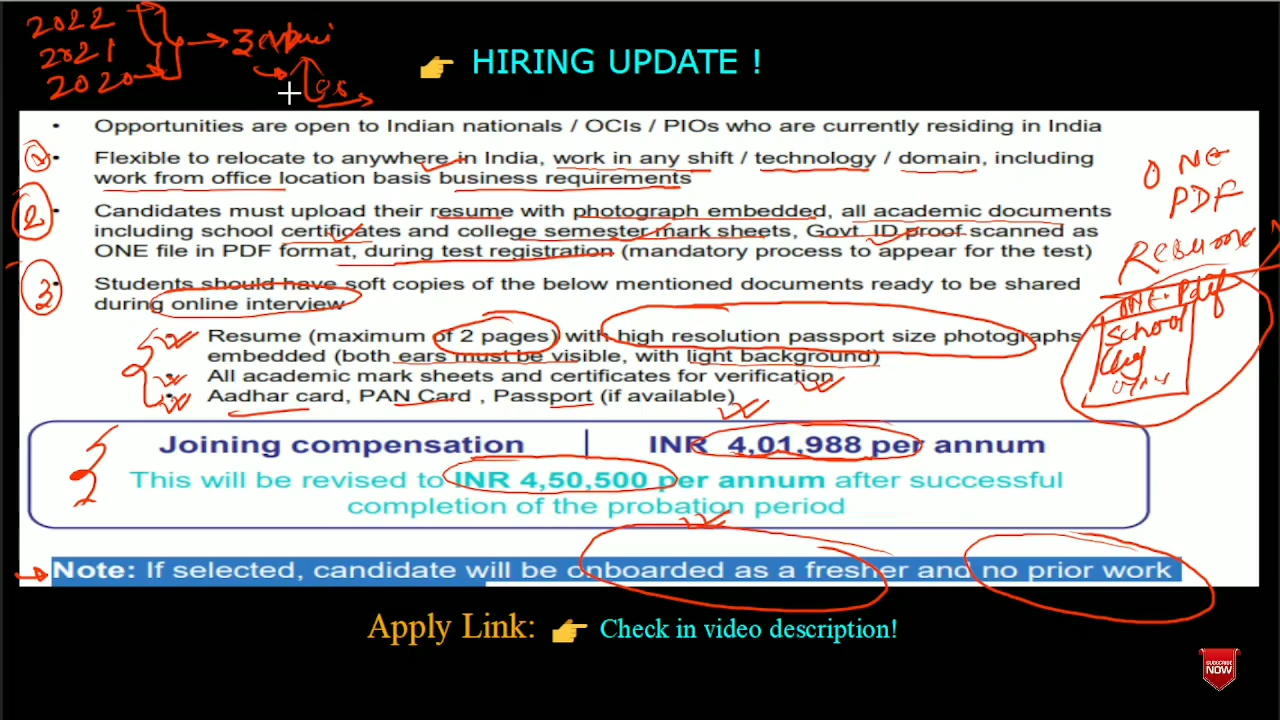 2022
2021
2020
3
👉 HIRING UPDATE !
• Opportunities are open to Indian nationals / OCIs / PIOs who are currently residing in India
1
• Flexible to relocate to anywhere in India, work in any shift / technology / domain, including
work from office location basis business requirements
ONE
PDF
2
• Candidates must upload their resume with photograph embedded, all academic documents
including school certificates and college semester mark sheets, Govt. ID proof scanned as
ONE file in PDF format, during test registration (mandatory process to appear for the test)
Resume
3
• Students should have soft copies of the below mentioned documents ready to be shared
during online interview
ONE. Pdf
School
• Resume (maximum of 2 pages) with high resolution passport size photographs
embedded (both ears must be visible, with light background)
• All academic mark sheets and certificates for verification
• Aadhar card, PAN Card , Passport (if available)
Joining compensation | INR 4,01,988 per annum
This will be revised to INR 4,50,500 per annum after successful
completion of the probation period
Note: If selected, candidate will be onboarded as a fresher and no prior work
Apply Link: 👉 Check in video description!
SUBSCRIBE
NOW